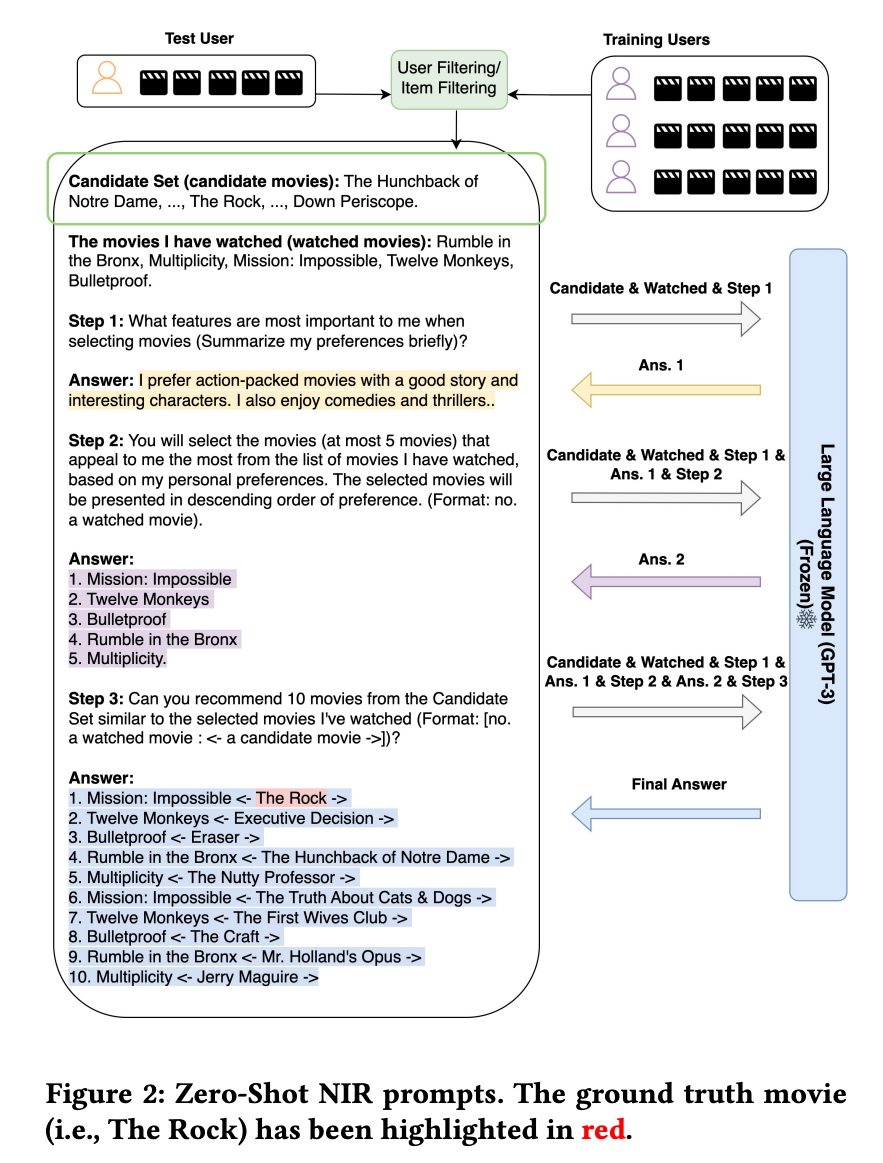 Test User
Training Users
User Filtering/
Item Filtering
Candidate Set (candidate movies): The Hunchback of
Notre Dame, ..., The Rock, ..., Down Periscope.
The movies I have watched (watched movies): Rumble in
the Bronx, Multiplicity, Mission: Impossible, Twelve Monkeys,
Bulletproof.
Step 1: What features are most important to me when
selecting movies (Summarize my preferences briefly)?
Answer: I prefer action-packed movies with a good story and
interesting characters. I also enjoy comedies and thrillers..
Step 2: You will select the movies (at most 5 movies) that
appeal to me the most from the list of movies I have watched,
based on my personal preferences. The selected movies will
be presented in descending order of preference. (Format: no.
a watched movie).
Answer:
1. Mission: Impossible
2. Twelve Monkeys
3. Bulletproof
4. Rumble in the Bronx
5. Multiplicity.
Step 3: Can you recommend 10 movies from the Candidate
Set similar to the selected movies I've watched (Format: [no.
a watched movie : <- a candidate movie ->])?
Answer:
1. Mission: Impossible <- The Rock ->
2. Twelve Monkeys <- Executive Decision ->
3. Bulletproof <- Eraser ->
4. Rumble in the Bronx <- The Hunchback of Notre Dame ->
5. Multiplicity <- The Nutty Professor ->
6. Mission: Impossible <- The Truth About Cats & Dogs ->
7. Twelve Monkeys <- The First Wives Club ->
8. Bulletproof <- The Craft ->
9. Rumble in the Bronx <- Mr. Holland's Opus ->
10. Multiplicity <- Jerry Maguire ->
Candidate & Watched & Step 1
Ans. 1
Candidate & Watched & Step 1 &
Ans. 1 & Step 2
Ans. 2
Candidate & Watched & Step 1 &
Ans. 1 & Step 2 & Ans. 2 & Step 3
Final Answer
Large Language Model (GPT-3)
(Frozen)
Figure 2: Zero-Shot NIR prompts. The ground truth movie
(i.e., The Rock) has been highlighted in red.